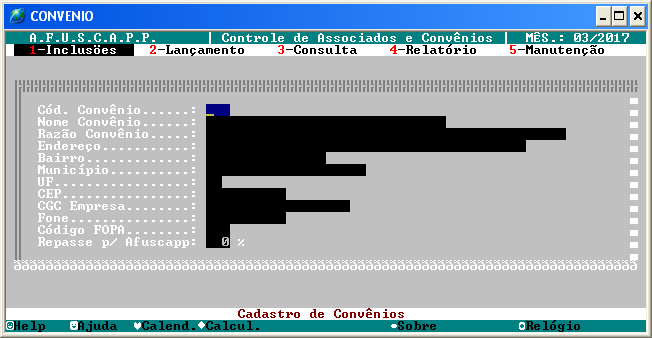 CONVENIO
A.F.U.S.C.A.P.P. | Controle de Associados e Convênios | MÊS.: 03/2017
1-Inclusões 2-Lançamento 3-Consulta 4-Relatório 5-Manutenção
Cód. Convênio......:
Nome Convênio......:
Razão Convênio.....:
Endereço...........:
Bairro.............:
Município..........:
UF.................:
CEP................:
CGC Empresa........:
Fone...............:
Código FOPA........:
Repasse p/ Afuscapp: 0 %
Cadastro de Convênios
Help Ajuda Calend. Calcul. Sobre Relógio